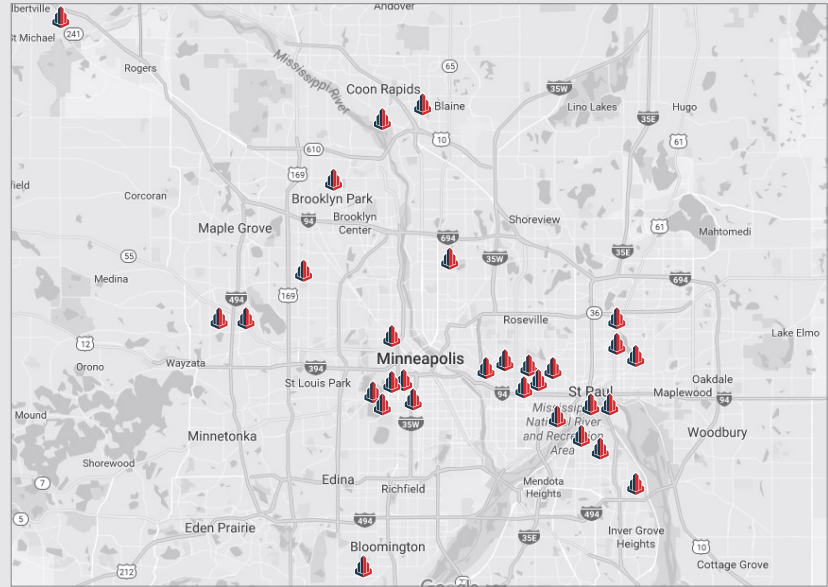 Andover
lbertville
241
St Michael
Rogers
65
Mississippi River
Coon Rapids
Blaine
35W
Lino Lakes
Hugo
35E
10
61
610
169
field
Corcoran
Brooklyn Park
94
Brooklyn
Center
Shoreview
61
Mahtomedi
Maple Grove
694
35W
35E
55
Medina
694
494
169
36
Roseville
12
Lake Elmo
Orono
Wayzata
394
Minneapolis
St Louis Park
94
St Paul
Oakdale
Maplewood
94
Mound
35W
Mississip
National River
and Recreation
Area
Minnetonka
Woodbury
Shorewood
7
Edina
Richfield
Mendota
Heights
5
Eden Prairie
494
494
35E
Inver Grove
Heights
Bloomington
10
212
Cottage Grove